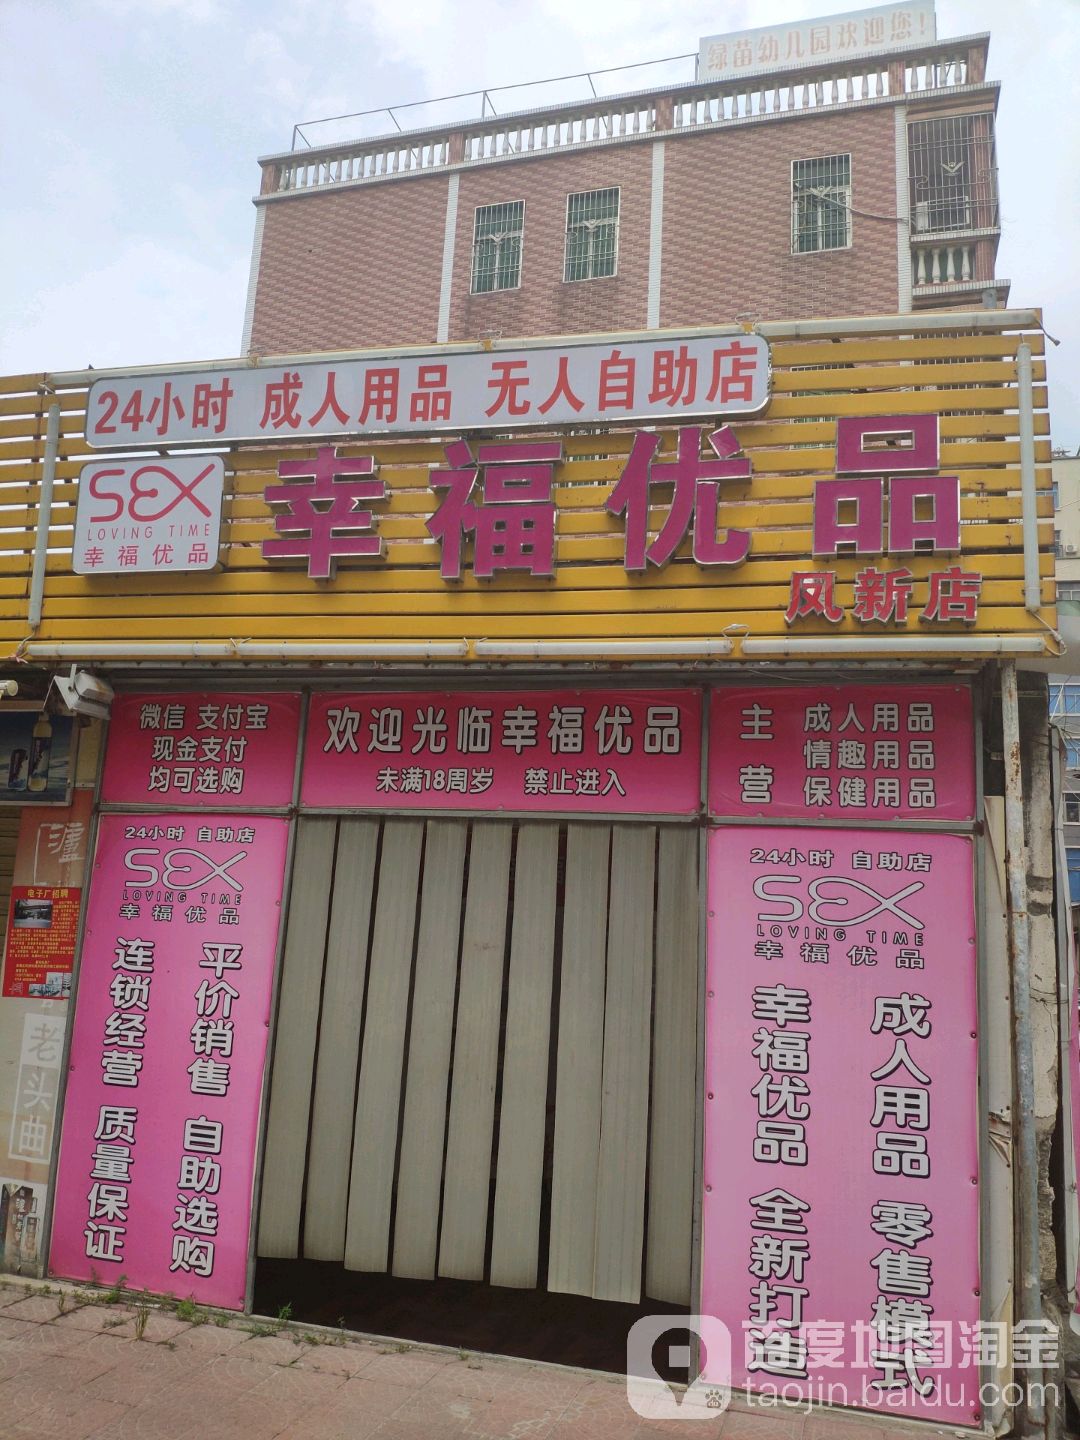 绿苗幼儿园欢迎您!
24小时 成人用品 无人自助店
SEX
LOVING TIME
幸福优品
幸福优品
凤新店
微信 支付宝
现金支付
均可选购
欢迎光临幸福优品
未满18周岁 禁止进入
主营
成人用品
情趣用品
保健用品
24小时 自助店
SEX
LOVING TIME
幸福优品
平价销售 自助选购
连锁经营 质量保证
24小时 自助店
SEX
LOVING TIME
幸福优品
成人用品 零售模式
幸福优品 全新打造
电子厂招聘
泸
老头曲
百度地图淘金
taojin.baidu.com